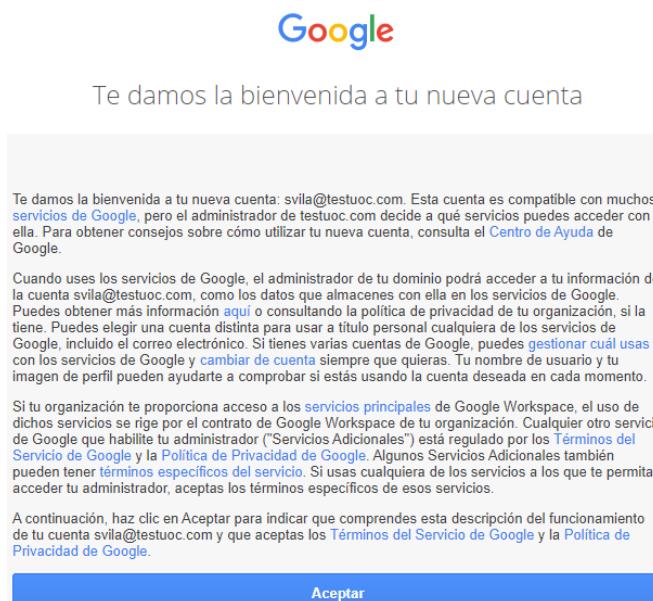 Google
Te damos la bienvenida a tu nueva cuenta
Te damos la bienvenida a tu nueva cuenta: svila@testuoc.com. Esta cuenta es compatible con muchos
servicios de Google, pero el administrador de testuoc.com decide a qué servicios puedes acceder con
ella. Para obtener consejos sobre cómo utilizar tu nueva cuenta, consulta el Centro de Ayuda de
Google.
Cuando uses los servicios de Google, el administrador de tu dominio podrá acceder a tu información d
la cuenta svila@testuoc.com, como los datos que almacenes con ella en los servicios de Google.
Puedes obtener más información aquí o consultando la política de privacidad de tu organización, si la
tiene. Puedes elegir una cuenta distinta para usar a título personal cualquiera de los servicios de
Google, incluido el correo electrónico. Si tienes varias cuentas de Google, puedes gestionar cuál usas
con los servicios de Google y cambiar de cuenta siempre que quieras. Tu nombre de usuario y tu
imagen de perfil pueden ayudarte a comprobar si estás usando la cuenta deseada en cada momento.
Si tu organización te proporciona acceso a los servicios principales de Google Workspace, el uso de
dichos servicios se rige por el contrato de Google Workspace de tu organización. Cualquier otro servici
de Google que habilite tu administrador ("Servicios Adicionales") está regulado por los Términos del
Servicio de Google y la Política de Privacidad de Google. Algunos Servicios Adicionales también
pueden tener términos específicos del servicio. Si usas cualquiera de los servicios a los que te permita
acceder tu administrador, aceptas los términos específicos de esos servicios.
A continuación, haz clic en Aceptar para indicar que comprendes esta descripción del funcionamiento
de tu cuenta svila@testuoc.com y que aceptas los Términos del Servicio de Google y la Política de
Privacidad de Google.
Aceptar